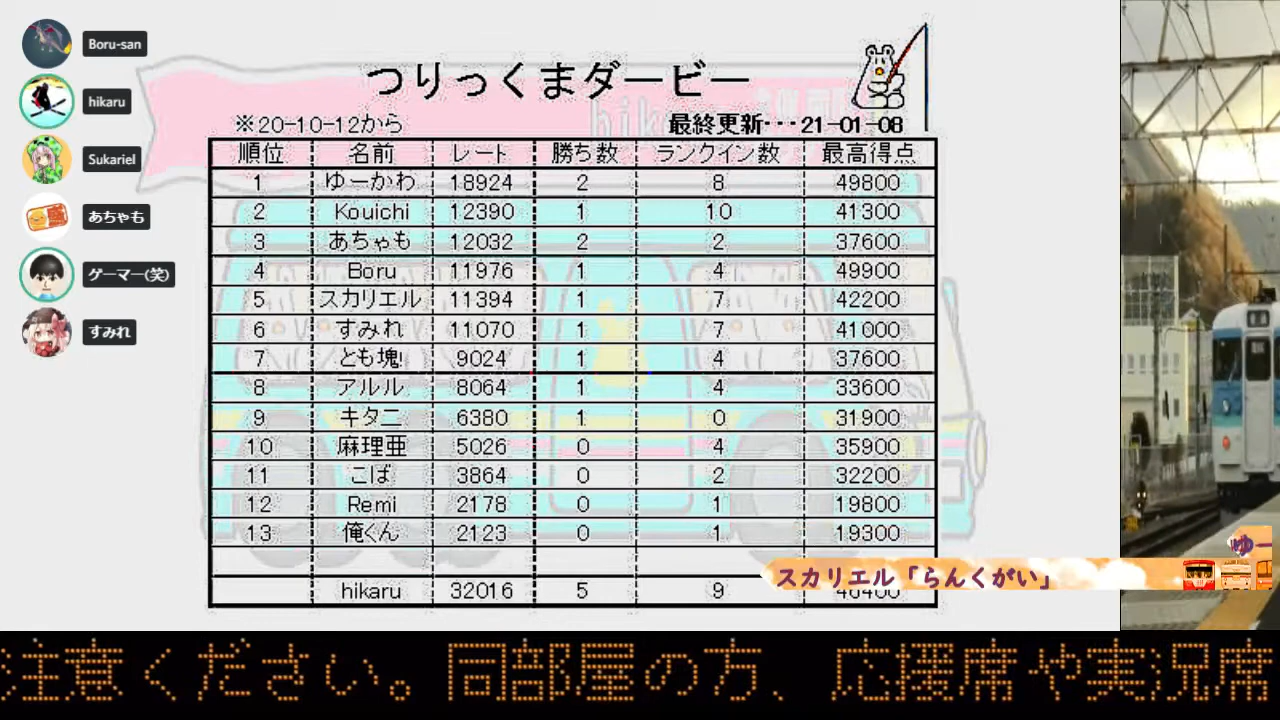 Boru-san
hikaru
Sukariel
あちゃも
ゲーマー(笑)
すみれ
つりっくまダービー
※20-10-12から 最終更新・・・21-01-08
順位 名前 レート 勝ち数 ランクイン数 最高得点
1 ゆーかわ 18924 2 8 49800
2 Kouichi 12390 1 10 41300
3 あちゃも 12032 2 2 37600
4 Boru 11976 1 4 49900
5 スカリエル 11394 1 7 42200
6 すみれ 11070 1 7 41000
7 とも塊! 9024 1 4 37600
8 アルル 8064 1 4 33600
9 キタニ 6380 1 0 31900
10 麻理亜 5026 0 4 35900
11 こば 3864 0 2 32200
12 Remi 2178 0 1 19800
13 俺くん 2123 0 1 19300
hikaru 32016 5 9
スカリエル「らんくがい」
ゆー
注意ください。同部屋の方、応援席や実況席